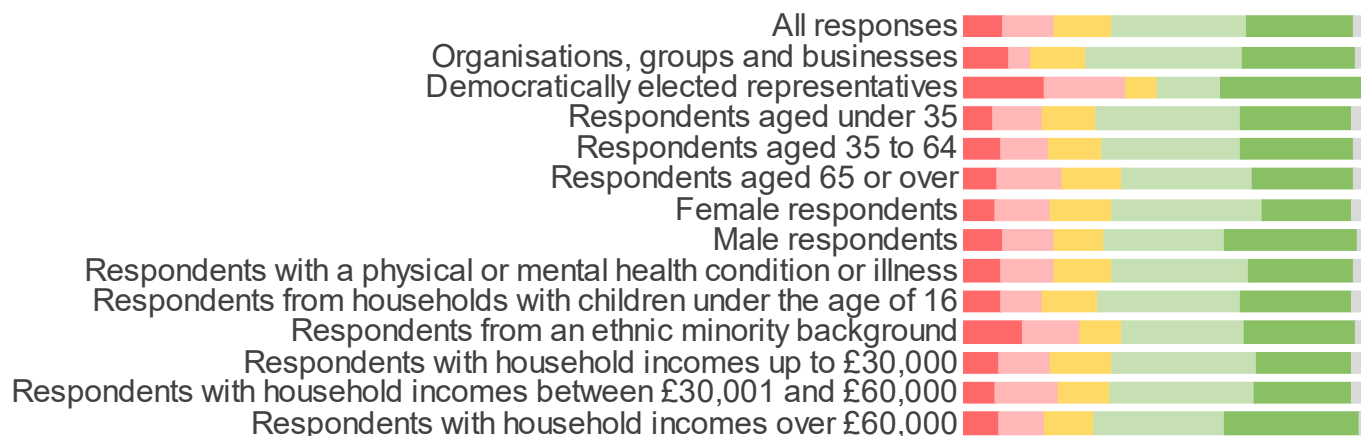 All responses
Organisations, groups and businesses
Democratically elected representatives
Respondents aged under 35
Respondents aged 35 to 64
Respondents aged 65 or over
Female respondents
Male respondents
Respondents with a physical or mental health condition or illness
Respondents from households with children under the age of 16
Respondents from an ethnic minority background
Respondents with household incomes up to £30,000
Respondents with household incomes between £30,001 and £60,000
Respondents with household incomes over £60,000